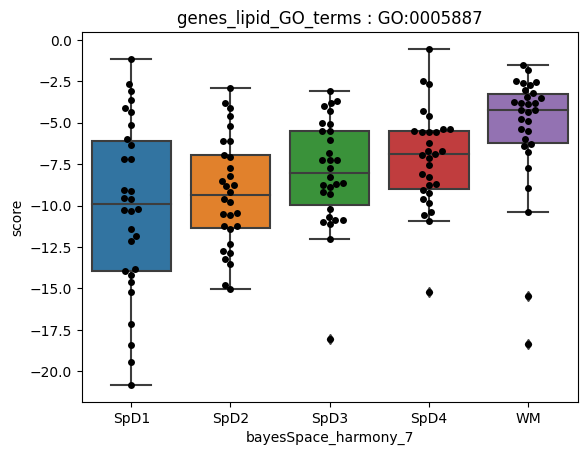 genes_lipid_GO_terms : GO:0005887
0.0
−2.5
−5.0
−7.5
−10.0
−12.5
−15.0
−17.5
−20.0
score
SpD1 SpD2 SpD3 SpD4 WM
bayesSpace_harmony_7